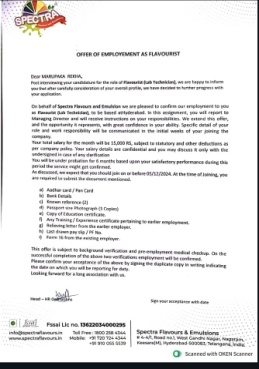 SPECTRA
OFFER OF EMPLOYEMENT AS FLAVOURIST
Dear MARUPAKA REKHA,
Post interviewing your candidature for the role of Flavourist (Lab Technician), we are happy to inform
you that after carefully consideration of your overall profile, we have decided to further progress with
your application.
On behalf of Spectra Flavours and Emulsion we are pleased to confirm our employment to you
as Flavourist (Lab Technician), to be based atHyderabad. In this assignment, you will report to
Managing Director and will receive instructions on your responsibilities. We extend this offer,
and the opportunity it represents, with great confidence in your ability. Specific detail of your
role and work responsibility will be communicated in the initial weeks of your joining the
company.
Your total salary for the month will be 15,000 RS, subject to statutory and other deductions as
per company policy. Your salary details are confidential and you may discuss it only with the
undersigned in case of any clarification
You will be under probation for 6 months based upon your satisfactory performance during this
period the service might get confirmed.
As discussed, we expect that you should join on or before 05/12/2024. At the time of joining, you
are required to submit the document mentioned.
a) Aadhar card / Pan Card
b) Bank Details
c) Known reference (2)
d) Passport size Photograph (5 Copies)
e) Copy of Education certificate.
f) Any Training / Experience certificate pertaining to earlier employment.
g) Relieving letter from the earlier employer.
h) Last drawn pay slip / PF No.
i) Form 16 from the existing employer
This offer is subject to background verification and pre-employment medical checkup. On the
successful completion of the above two verifications employment will be confirmed.
Please confirm your acceptance of the above by signing the duplicate copy in writing indicating
the date on which you will be reporting for duty.
Looking forward for a long association with us.
Head – HR
Sign your acceptance with date
Fssai Lic no. 13622034000295
info@spectraflavours.in
www.spectraflavours.in
Toll Free: 1800 298 4344
Mobile: +91 720 724 4344
Spectra Flavours & Emulsions
Scanned with OKEN Scanner